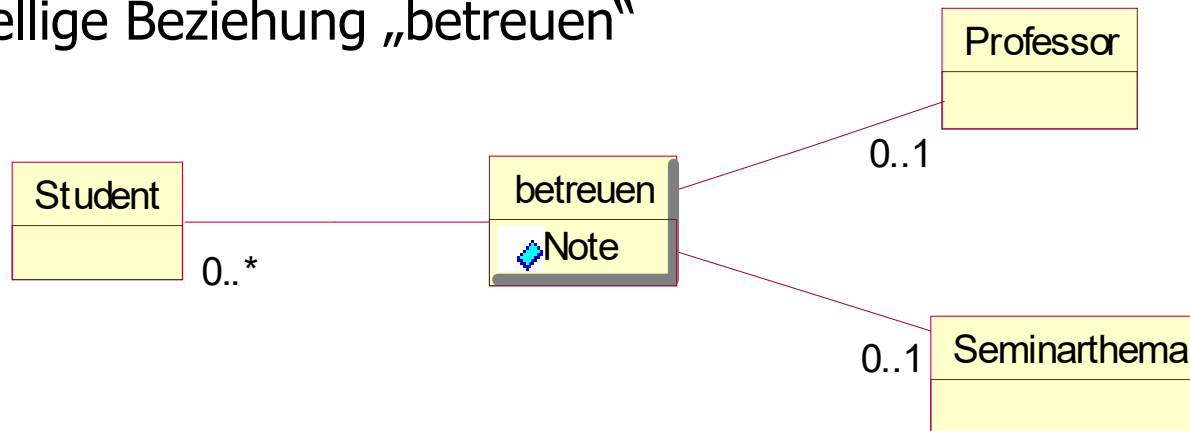 ellige Beziehung „betreuen“
Professor
0..1
Student
betreuen
Note
0..*
0..1
Seminarthema